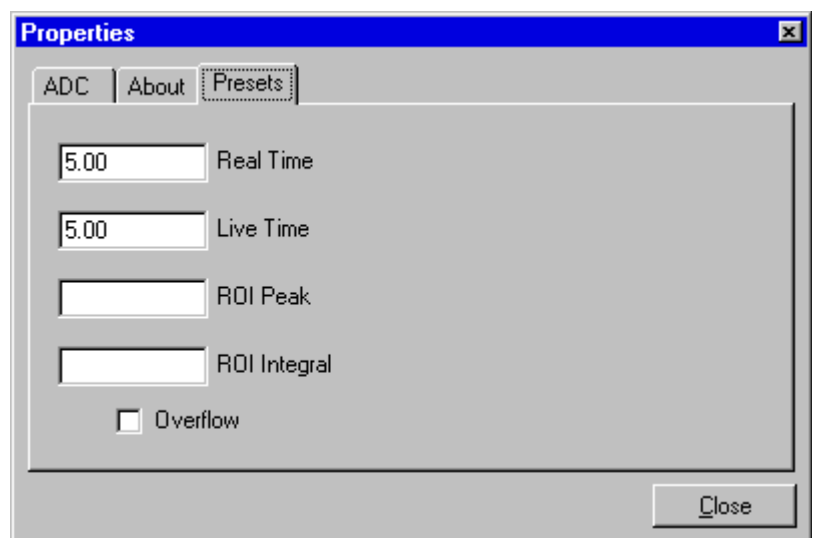 Properties
ADC About Presets
5.00 Real Time
5.00 Live Time
ROI Peak
ROI Integral
Overflow
Close